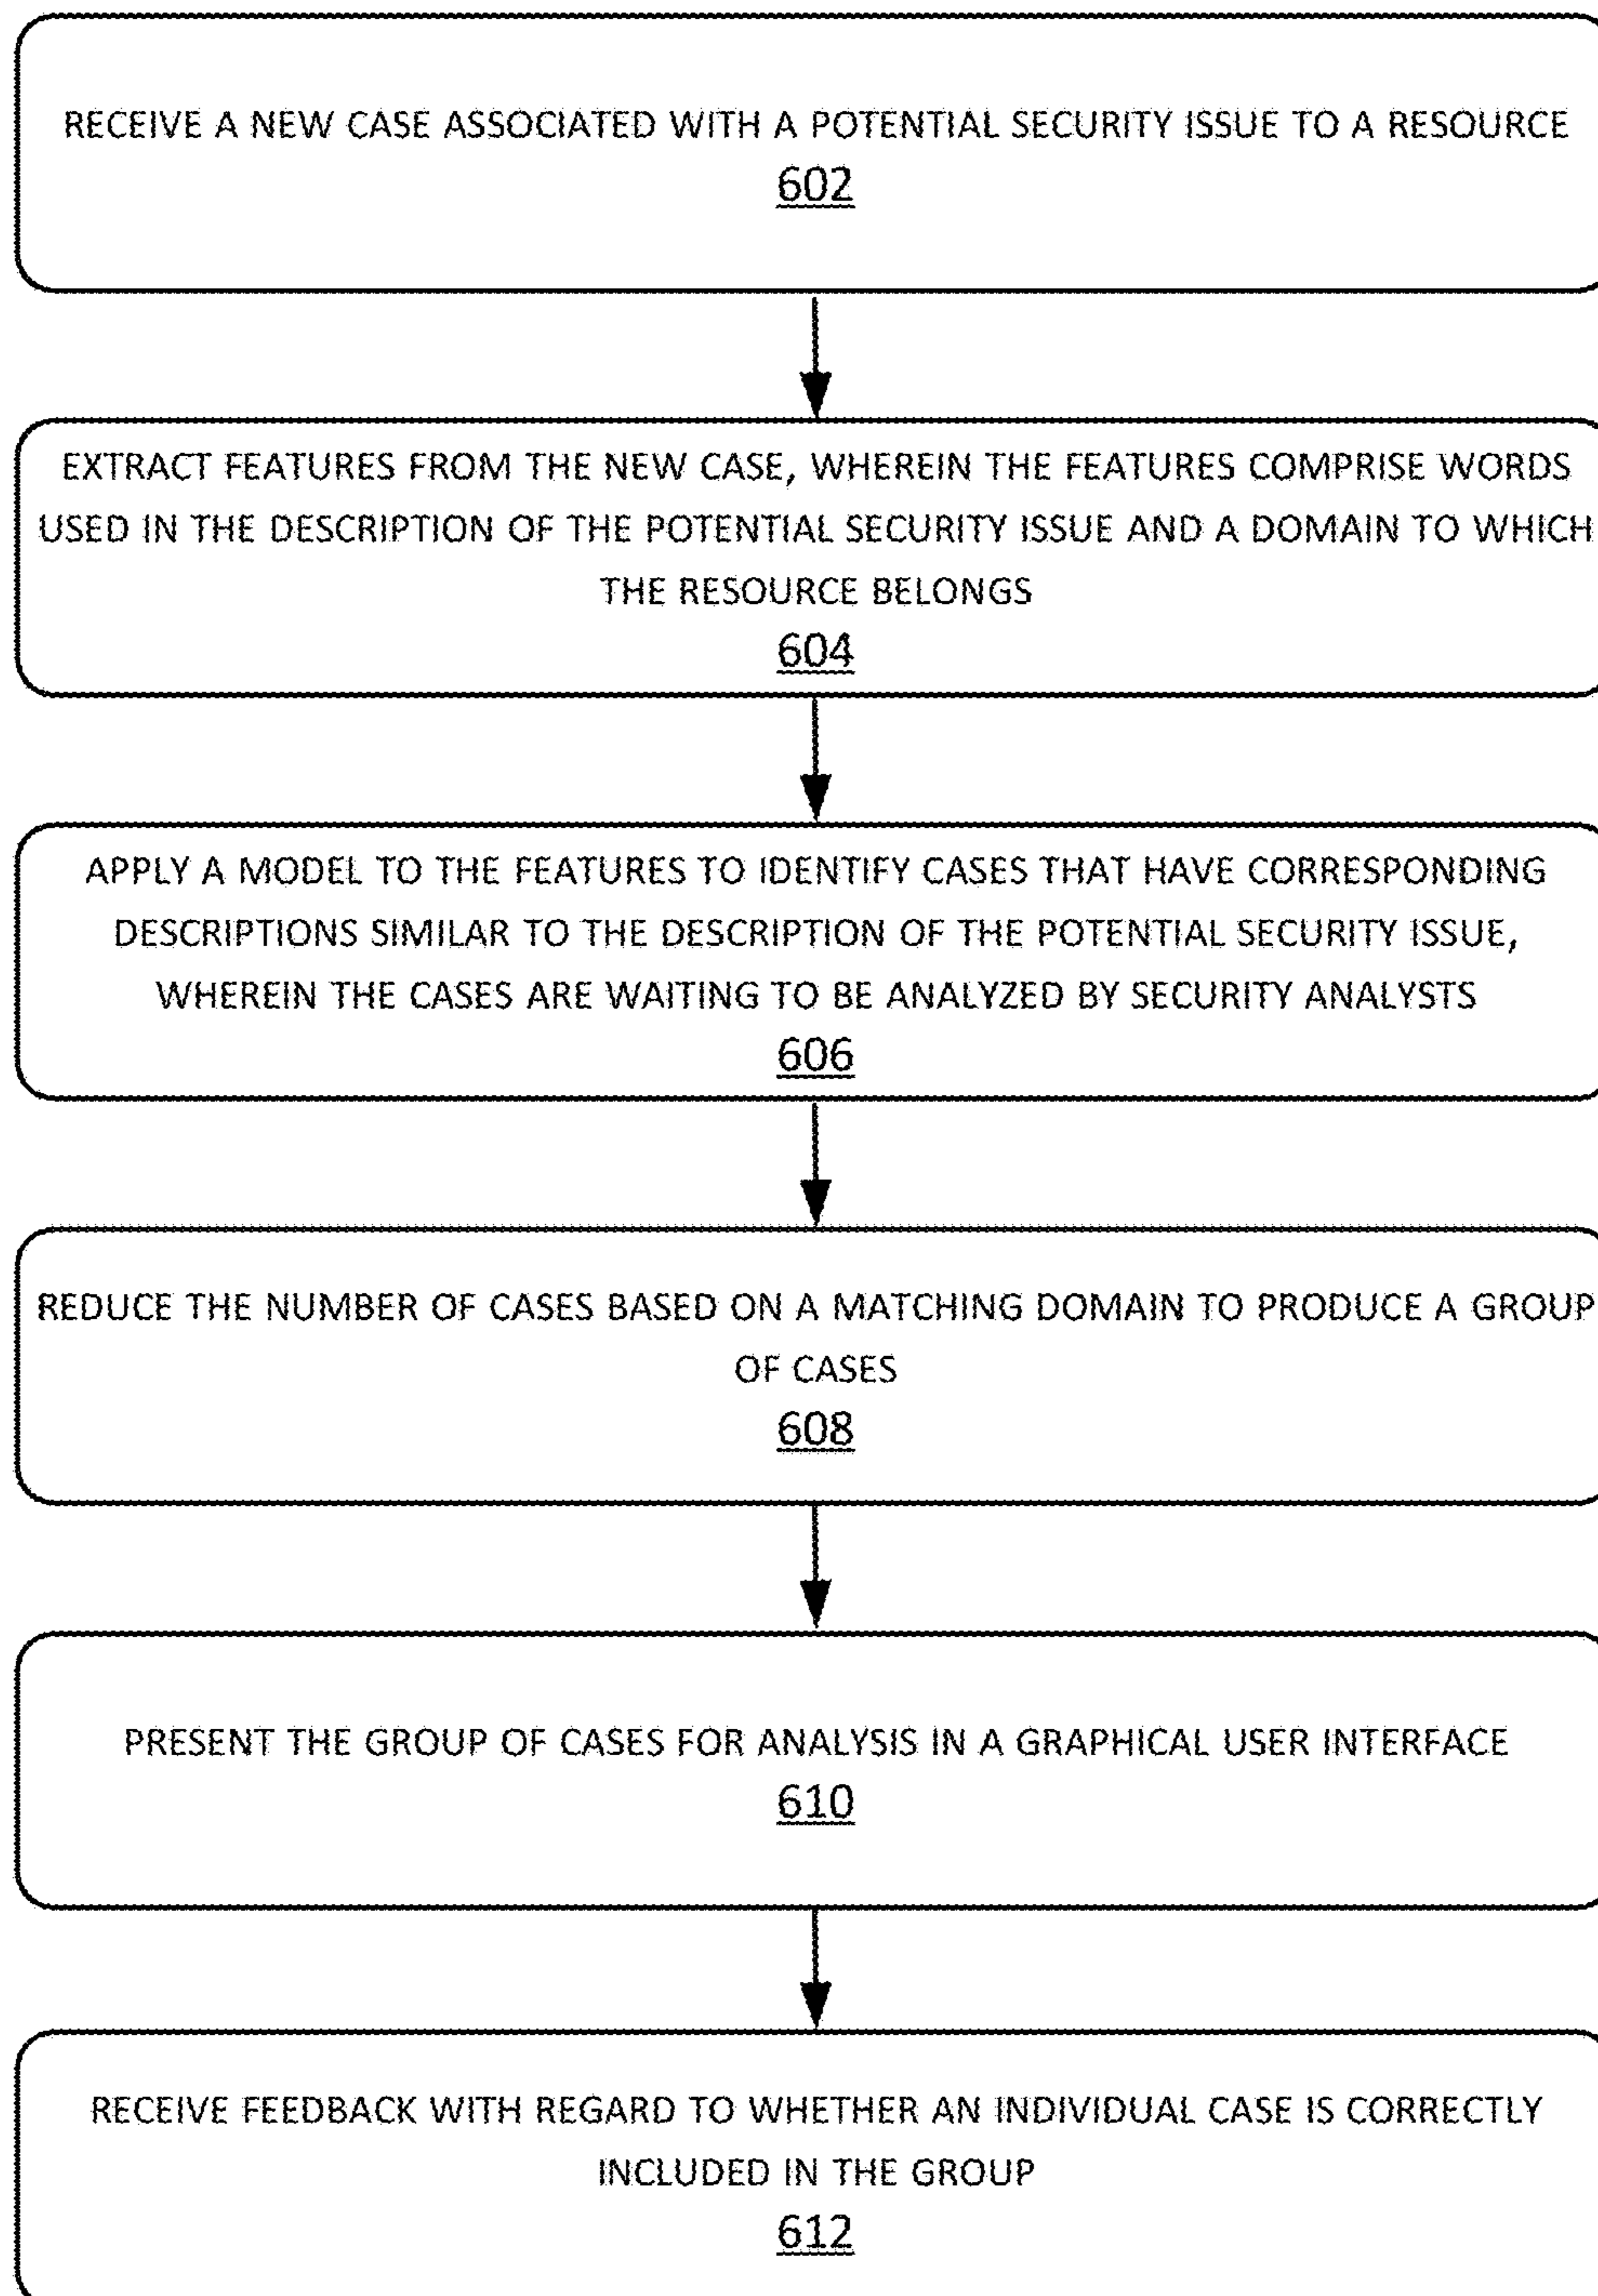 RECEIVE A NEW CASE ASSOCIATED WITH A POTENTIAL SECURITY ISSUE TO A RESOURCE
602
EXTRACT FEATURES FROM THE NEW CASE, WHEREIN THE FEATURES COMPRISE WORDS
USED IN THE DESCRIPTION OF THE POTENTIAL SECURITY ISSUE AND A DOMAIN TO WHICH
THE RESOURCE BELONGS
604
APPLY A MODEL TO THE FEATURES TO IDENTIFY CASES THAT HAVE CORRESPONDING
DESCRIPTIONS SIMILAR TO THE DESCRIPTION OF THE POTENTIAL SECURITY ISSUE,
WHEREIN THE CASES ARE WAITING TO BE ANALYZED BY SECURITY ANALYSTS
606
REDUCE THE NUMBER OF CASES BASED ON A MATCHING DOMAIN TO PRODUCE A GROUP
OF CASES
608
PRESENT THE GROUP OF CASES FOR ANALYSIS IN A GRAPHICAL USER INTERFACE
610
RECEIVE FEEDBACK WITH REGARD TO WHETHER AN INDIVIDUAL CASE IS CORRECTLY
INCLUDED IN THE GROUP
612